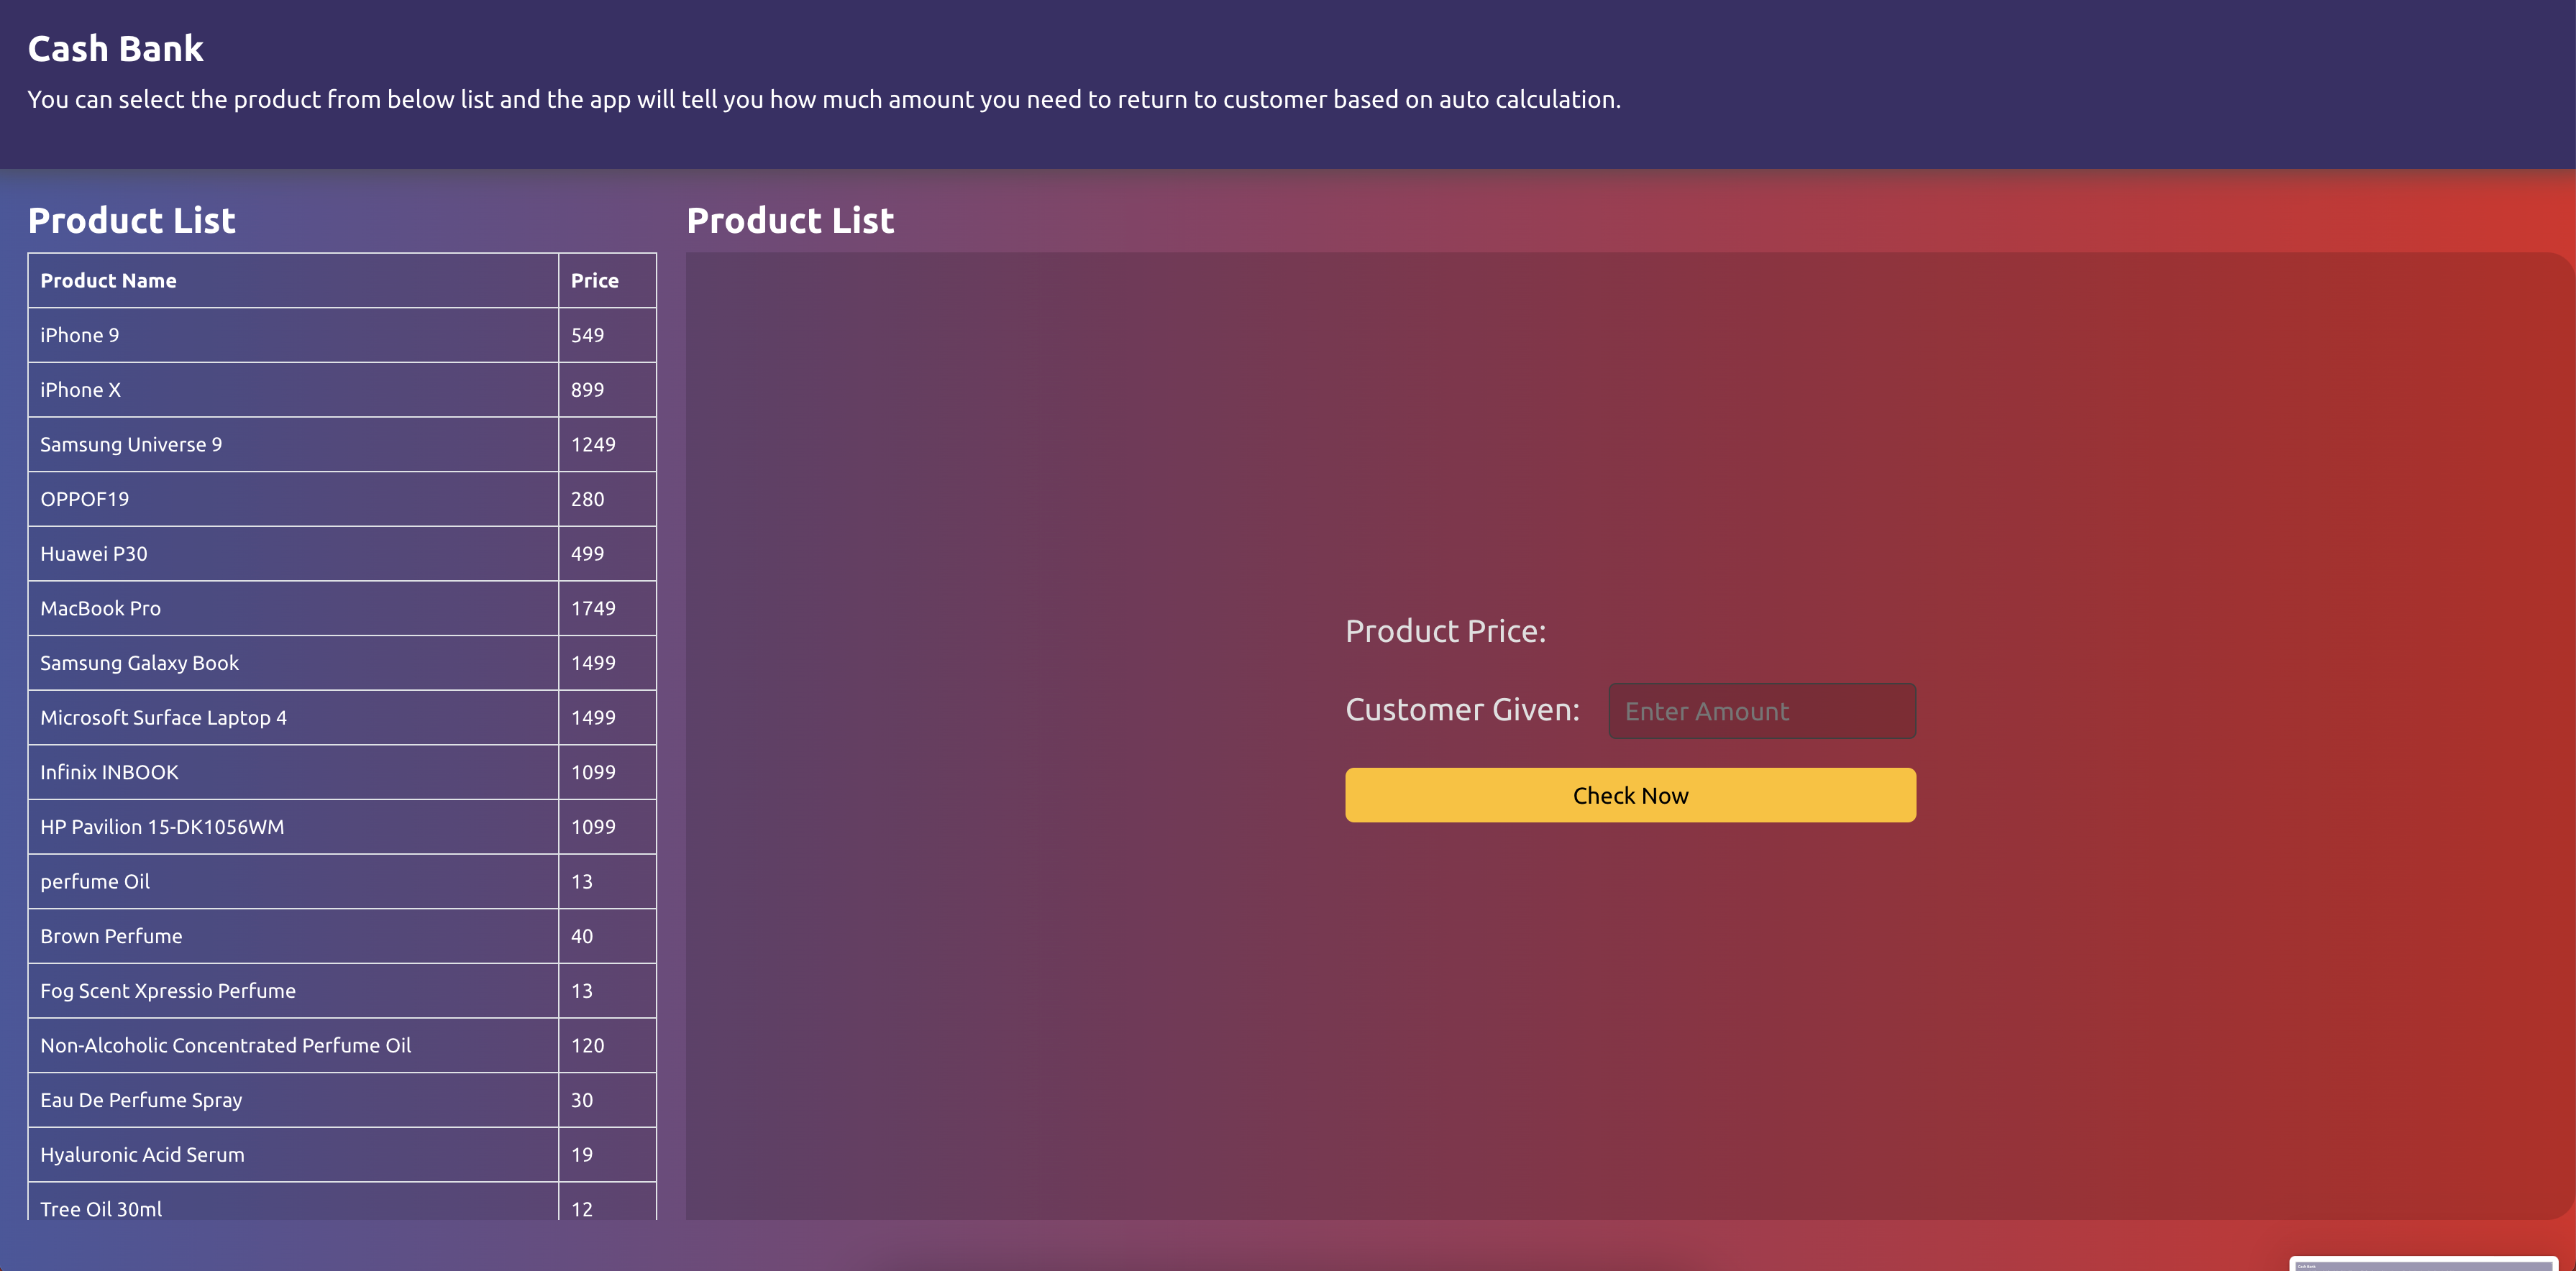 Cash Bank
You can select the product from below list and the app will tell you how much amount you need to return to customer based on auto calculation.
Product List
Product Name Price
iPhone 9 549
iPhone X 899
Samsung Universe 9 1249
OPPOF19 280
Huawei P30 499
MacBook Pro 1749
Samsung Galaxy Book 1499
Microsoft Surface Laptop 4 1499
Infinix INBOOK 1099
HP Pavilion 15-DK1056WM 1099
perfume Oil 13
Brown Perfume 40
Fog Scent Xpressio Perfume 13
Non-Alcoholic Concentrated Perfume Oil 120
Eau De Perfume Spray 30
Hyaluronic Acid Serum 19
Tree Oil 30ml 12
Product List
Product Price:
Customer Given: Enter Amount
Check Now
Cash Bank